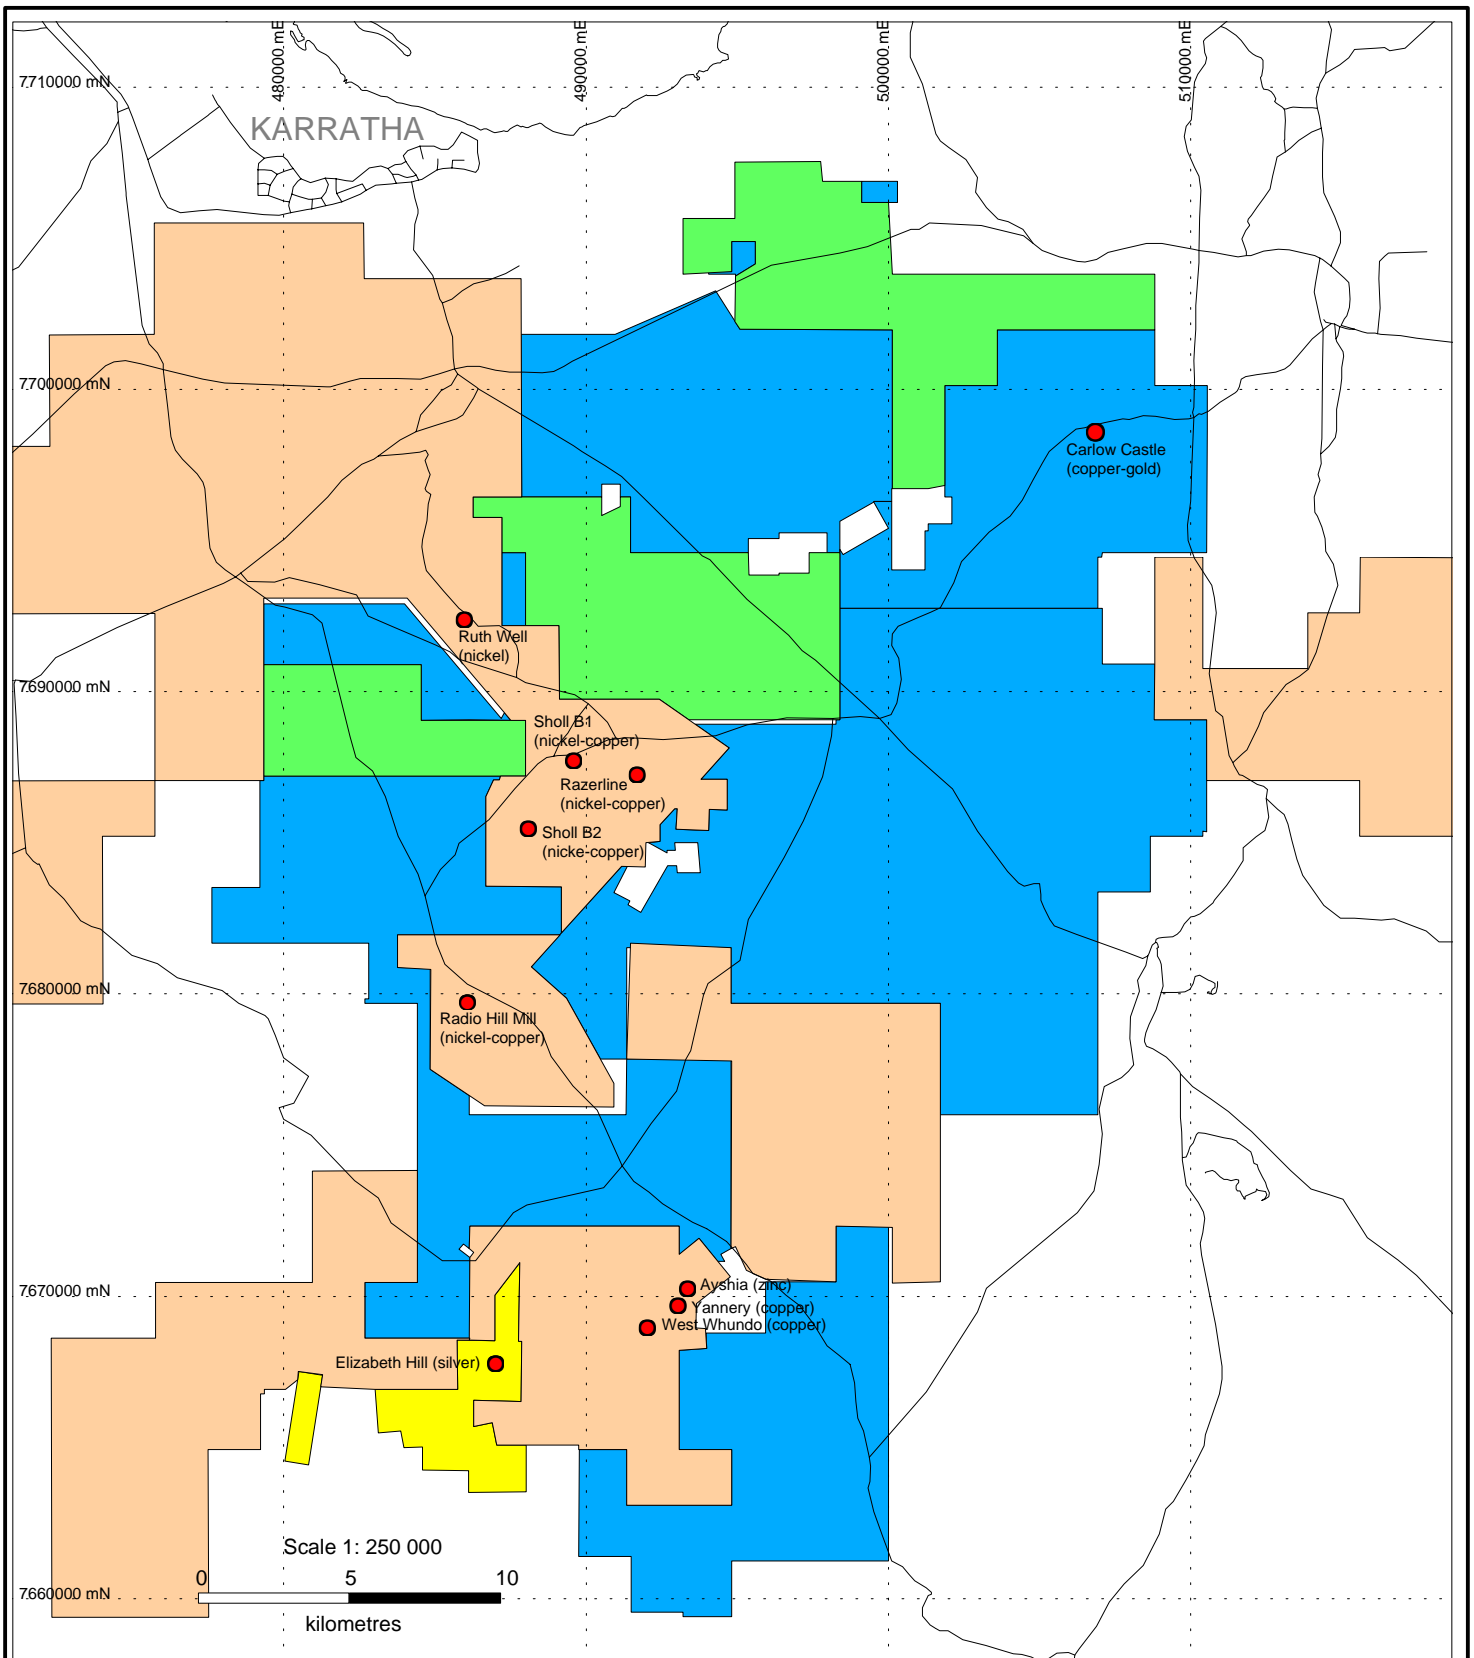 480000 mE
490000 mE
500000 mE
510000 mE
7710000 mN
KARRATHA
7700000 mN
Carlow Castle
(copper-gold)
Ruth Well
(nickel)
7690000 mN
Sholl B1
(nickel-copper)
Razerline
(nickel-copper)
Sholl B2
(nicke-copper)
7680000 mN
Radio Hill Mill
(nickel-copper)
7670000 mN
Ayshia (zinc)
Yannery (copper)
West Whundo (copper)
Elizabeth Hill (silver)
Scale 1: 250 000
0 5 10
7660000 mN
kilometres